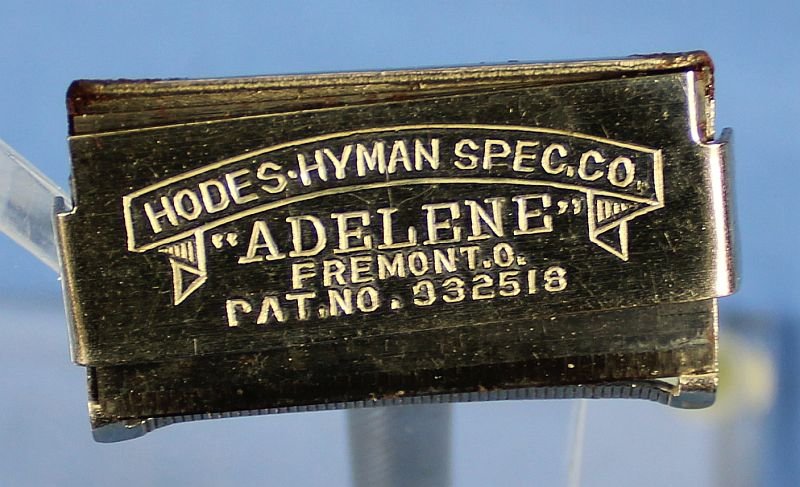 HODES-HYMAN SPEC. CO.
"ADELENE"
FREMONT. O.
PAT. NO. 932518